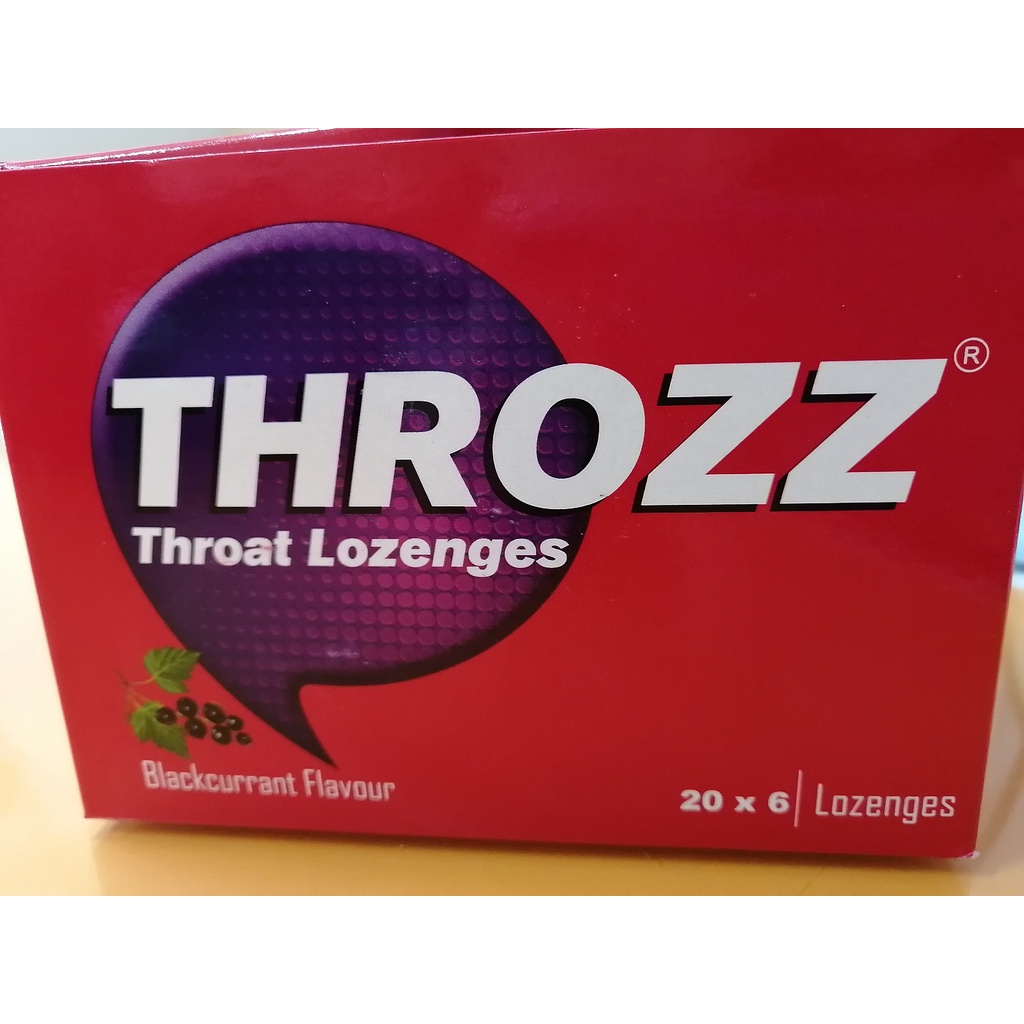 THROZZ®
Throat Lozenges
Blackcurrant Flavour
20 x 6 Lozenges